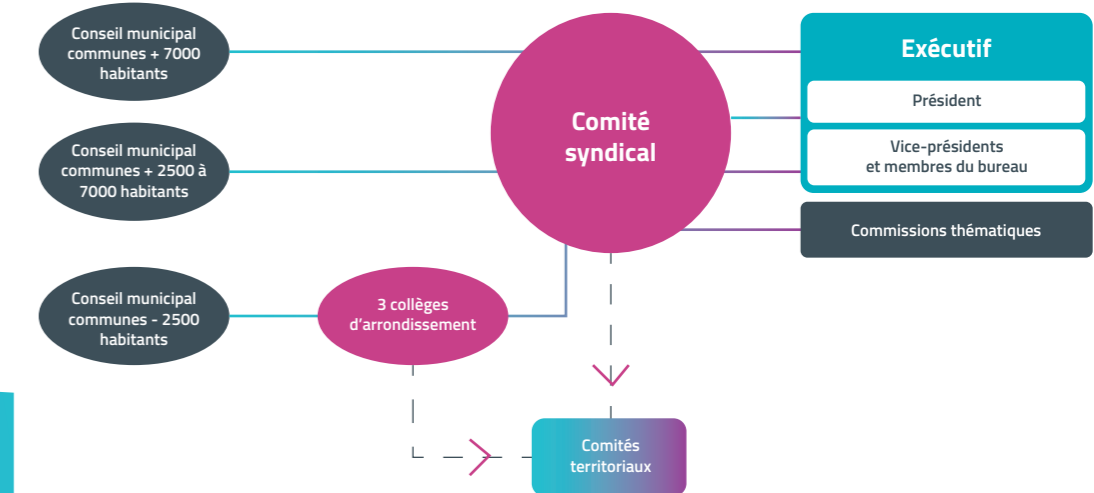 Conseil municipal
communes + 7000
habitants
Conseil municipal
communes + 2500 à
7000 habitants
Conseil municipal
communes - 2500
habitants
3 collèges
d'arrondissement
Comité
syndical
Exécutif
Président
Vice-présidents
et membres du bureau
Commissions thématiques
Comités
territoriaux